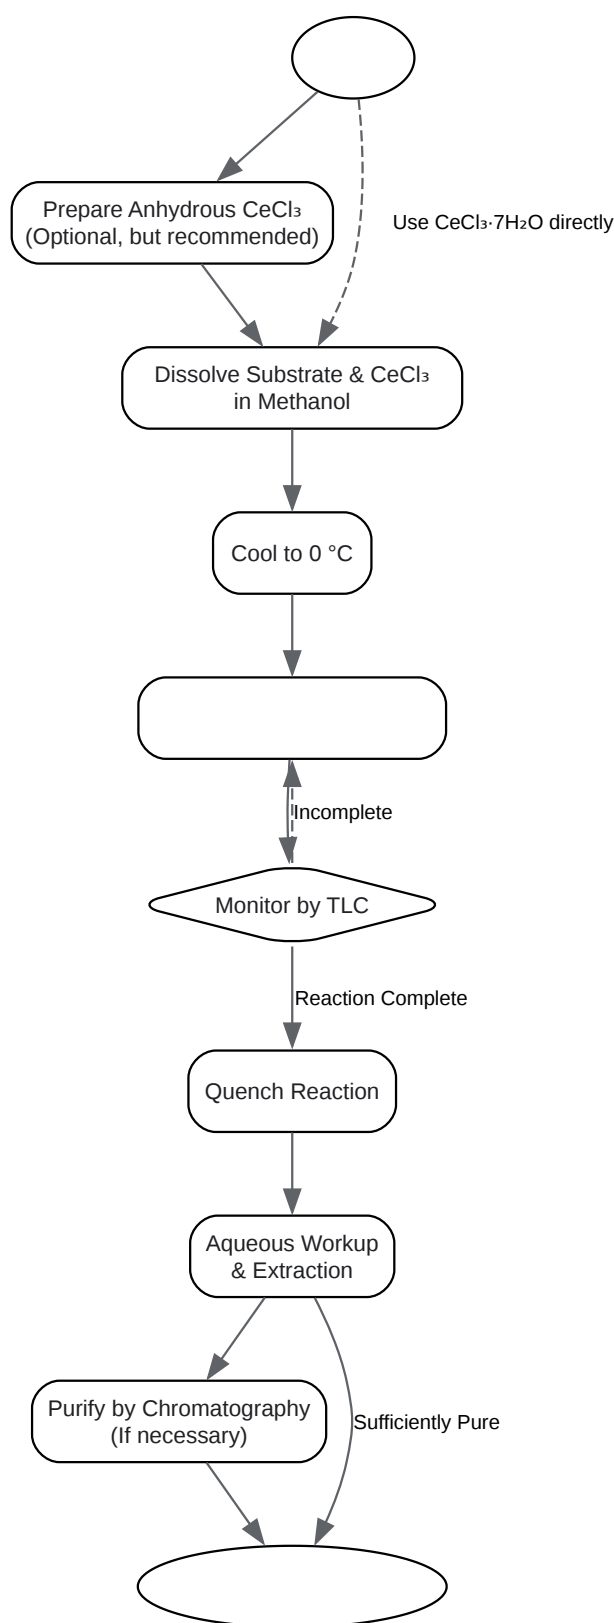 Prepare Anhydrous CeCl₃
(Optional, but recommended)
Use CeCl₃·7H₂O directly
Dissolve Substrate & CeCl₃
in Methanol
Cool to 0 °C
Incomplete
Monitor by TLC
Reaction Complete
Quench Reaction
Aqueous Workup
& Extraction
Purify by Chromatography
(If necessary)
Sufficiently Pure